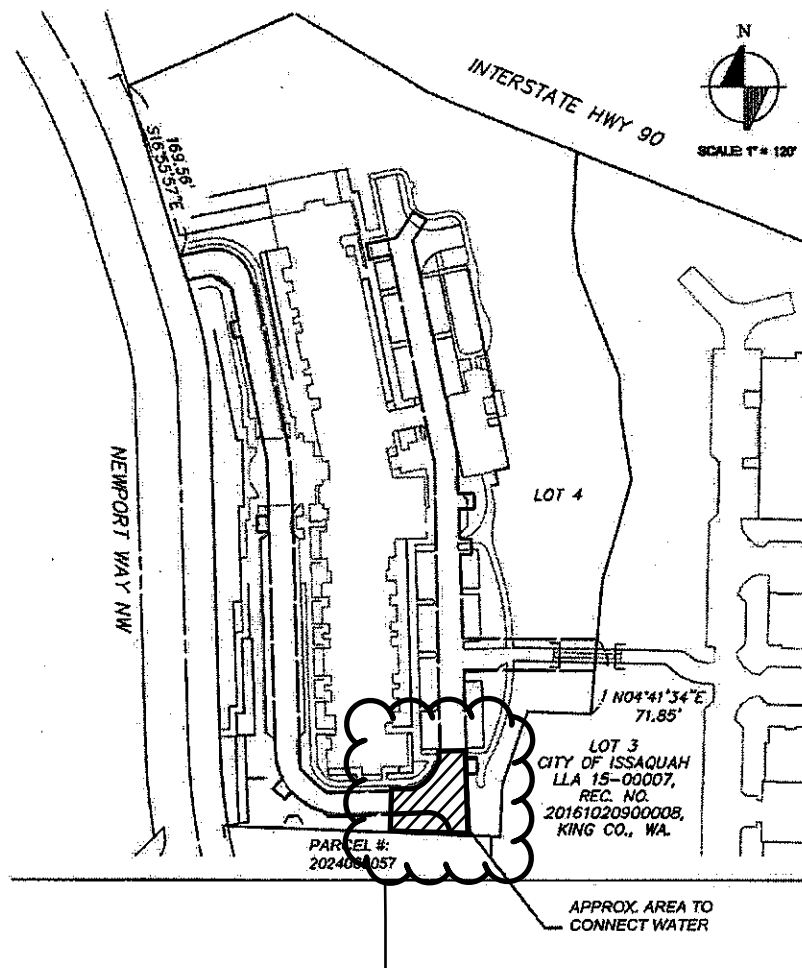 INTERSTATE HWY 90
N
SCALE: 1" = 120'
169.56'
S16°55'57"E
NEWPORT WAY NW
LOT 4
N04°41'34"E
71.85'
LOT 3
CITY OF ISSAQUAH
LLA 15-00007,
REC. NO.
20161020900008,
KING CO., WA.
PARCEL #:
APPROX. AREA TO
CONNECT WATER